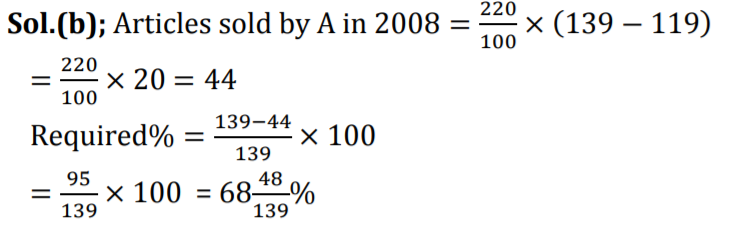 Sol.(b); Articles sold by A in 2008 = 220/100 × (139 − 119)
= 220/100 × 20 = 44
Required% = 139−44/139 × 100
= 95/139 × 100 = 68 48/139%